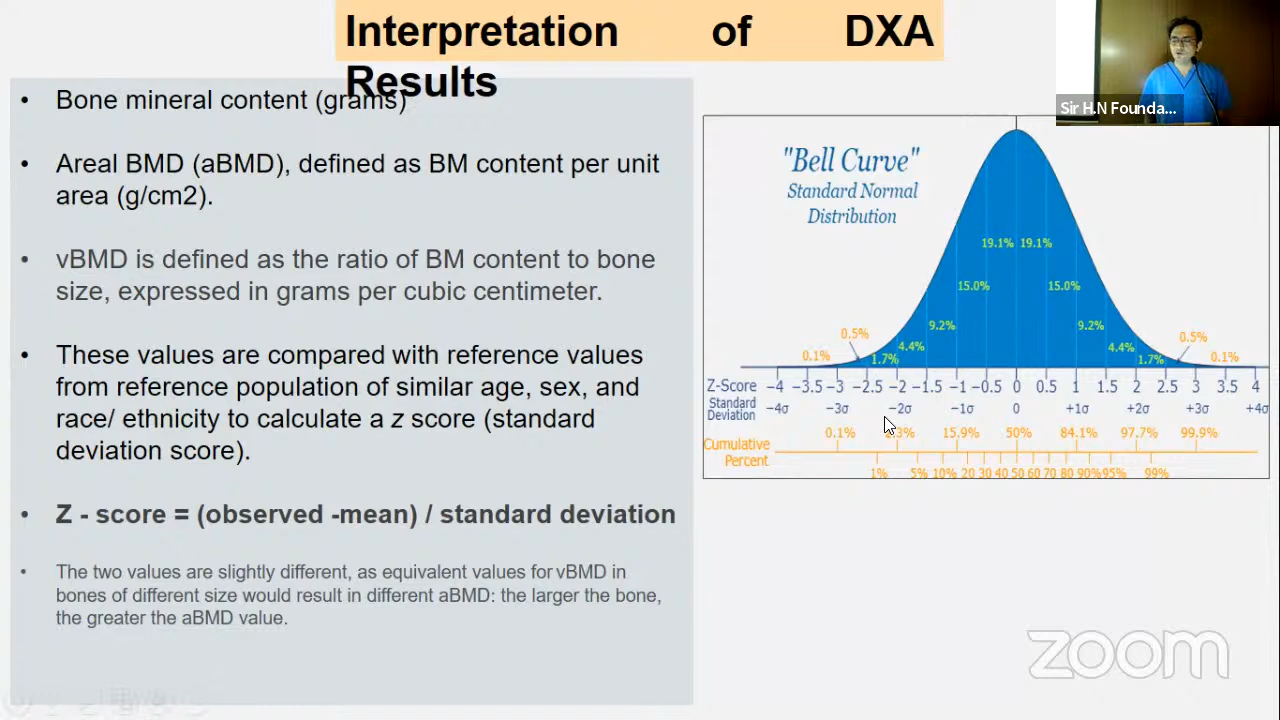 Interpretation of DXA
Results
Sir H.N Founda...
• Bone mineral content (grams)
• Areal BMD (aBMD), defined as BM content per unit
area (g/cm2).
• vBMD is defined as the ratio of BM content to bone
size, expressed in grams per cubic centimeter.
• These values are compared with reference values
from reference population of similar age, sex, and
race/ ethnicity to calculate a z score (standard
deviation score).
• Z - score = (observed -mean) / standard deviation
• The two values are slightly different, as equivalent values for vBMD in
bones of different size would result in different aBMD: the larger the bone,
the greater the aBMD value.
"Bell Curve"
Standard Normal
Distribution
19.1% 19.1%
15.0% 15.0%
9.2% 9.2%
0.5% 0.5%
4.4% 4.4%
0.1% 1.7% 1.7% 0.1%
Z-Score −4 −3.5 −3 −2.5 −2 −1.5 −1 −0.5 0 0.5 1 1.5 2 2.5 3 3.5 4
Standard
Deviation −4σ −3σ −2σ −1σ 0 +1σ +2σ +3σ +4σ
Cumulative 0.1% 15.9% 50% 84.1% 97.7% 99.9%
Percent
1% 5% 10% 20 30 40 50 60 70 80 90% 95% 99%
zoom